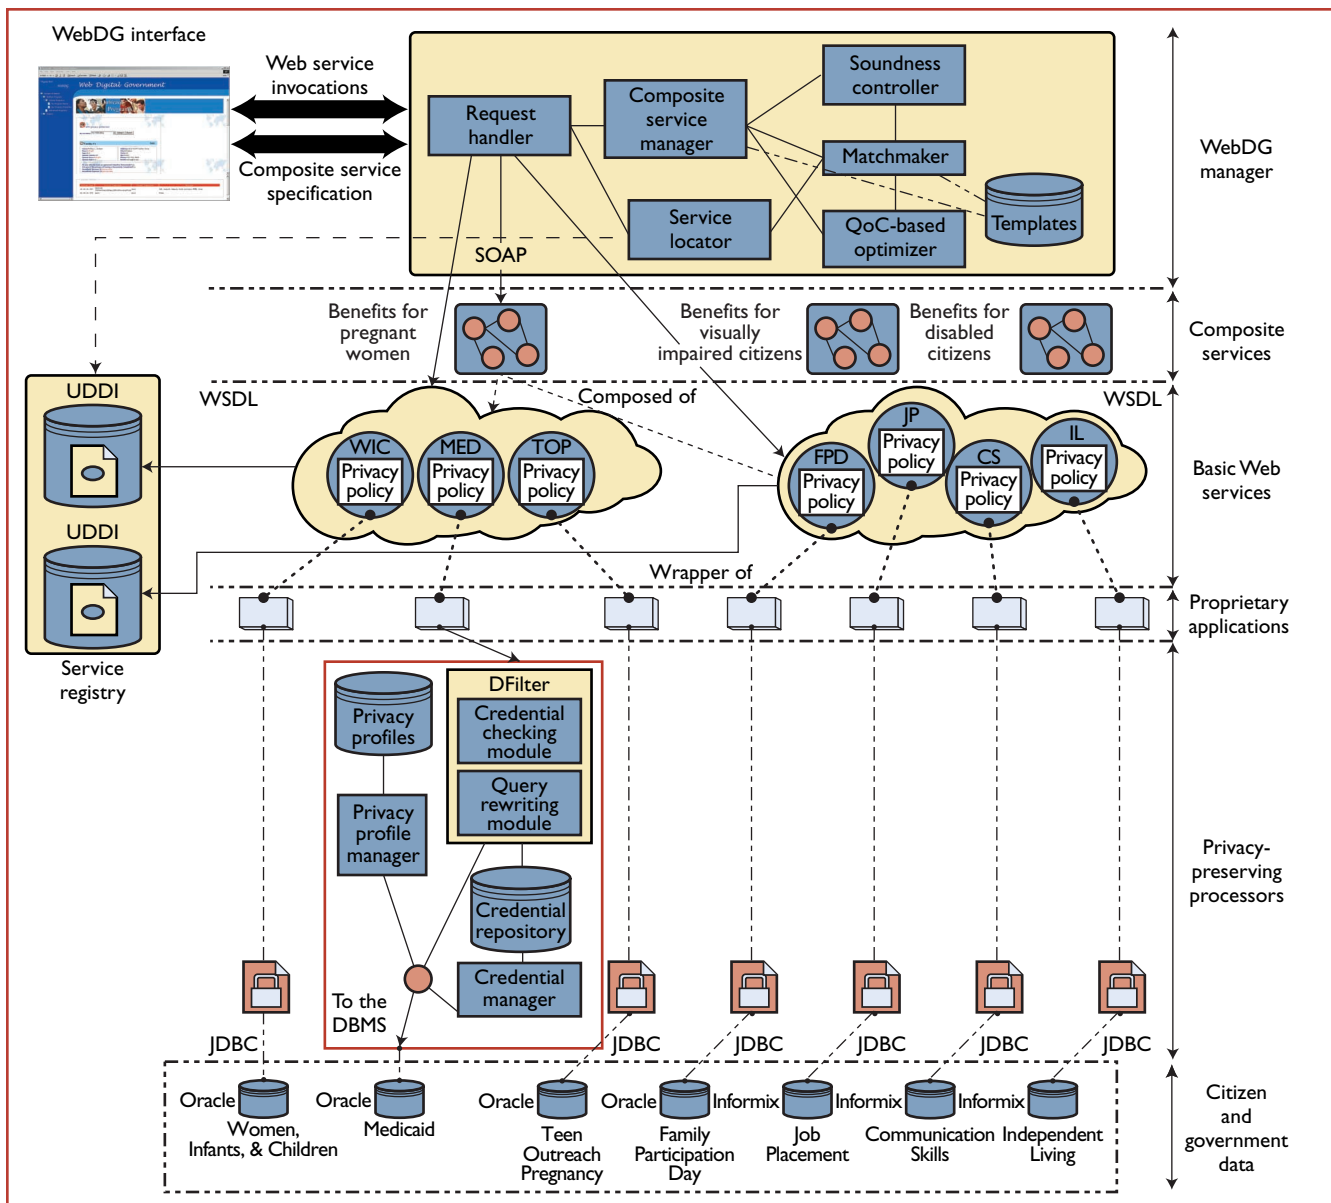 WebDG interface
Web Digital Government
Web service
invocations
Composite service
specification
Request
handler
Composite
service
manager
Soundness
controller
Matchmaker
Service
locator
QoC-based
optimizer
Templates
WebDG
manager
SOAP
Benefits for
pregnant
women
Benefits for
visually
impaired citizens
Benefits for
disabled
citizens
Composite
services
UDDI
UDDI
Service
registry
WSDL
Composed of
WSDL
WIC
Privacy
policy
MED
Privacy
policy
TOP
Privacy
policy
FPD
Privacy
policy
JP
Privacy
policy
CS
Privacy
policy
IL
Privacy
policy
Basic Web
services
Wrapper of
Proprietary
applications
Privacy
profiles
Privacy
profile
manager
DFilter
Credential
checking
module
Query
rewriting
module
Credential
repository
Credential
manager
To the
DBMS
Privacy-
preserving
processors
JDBC
JDBC
JDBC
JDBC
JDBC
JDBC
Oracle
Women,
Infants, & Children
Oracle
Medicaid
Oracle
Teen
Outreach
Pregnancy
Oracle
Family
Participation
Day
Informix
Job
Placement
Informix
Communication
Skills
Informix
Independent
Living
Citizen
and
government
data